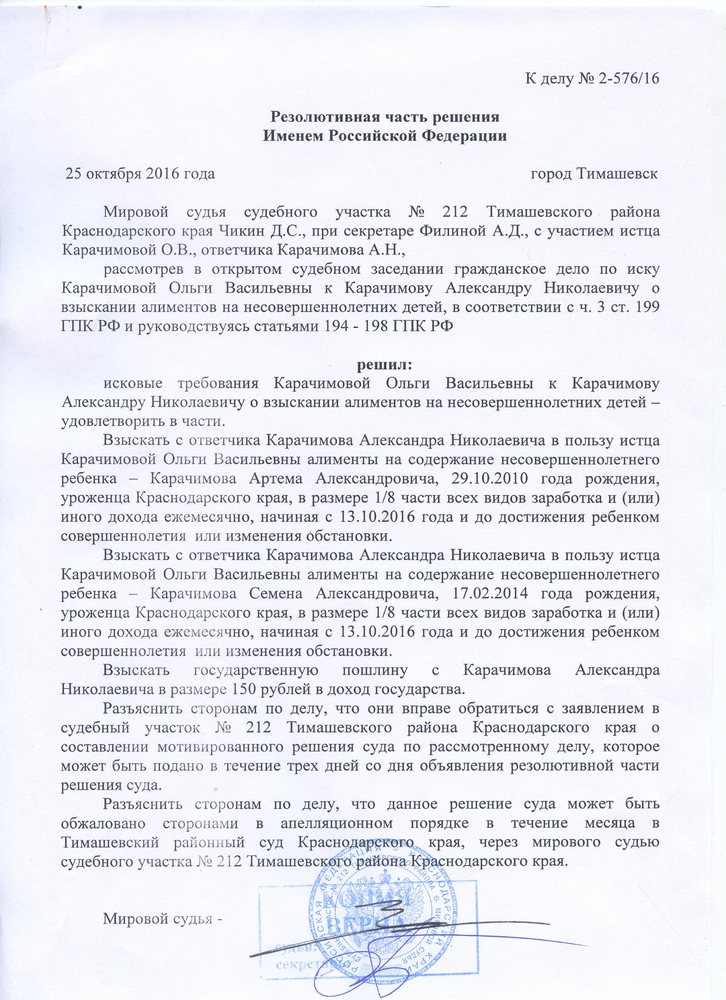 К делу № 2-576/16
Резолютивная часть решения
Именем Российской Федерации
25 октября 2016 года город Тимашевск
Мировой судья судебного участка № 212 Тимашевского района
Краснодарского края Чикин Д.С., при секретаре Филиной А.Д., с участием истца
Карачимовой О.В., ответчика Карачимова А.Н.,
рассмотрев в открытом судебном заседании гражданское дело по иску
Карачимовой Ольги Васильевны к Карачимову Александру Николаевичу о
взыскании алиментов на несовершеннолетних детей, в соответствии с ч. 3 ст. 199
ГПК РФ и руководствуясь статьями 194 - 198 ГПК РФ
решил:
исковые требования Карачимовой Ольги Васильевны к Карачимову
Александру Николаевичу о взыскании алиментов на несовершеннолетних детей –
удовлетворить в части.
Взыскать с ответчика Карачимова Александра Николаевича в пользу истца
Карачимовой Ольги Васильевны алименты на содержание несовершеннолетнего
ребенка – Карачимова Артема Александровича, 29.10.2010 года рождения,
уроженца Краснодарского края, в размере 1/8 части всех видов заработка и (или)
иного дохода ежемесячно, начиная с 13.10.2016 года и до достижения ребенком
совершеннолетия или изменения обстановки.
Взыскать с ответчика Карачимова Александра Николаевича в пользу истца
Карачимовой Ольги Васильевны алименты на содержание несовершеннолетнего
ребенка – Карачимова Семена Александровича, 17.02.2014 года рождения,
уроженца Краснодарского края, в размере 1/8 части всех видов заработка и (или)
иного дохода ежемесячно, начиная с 13.10.2016 года и до достижения ребенком
совершеннолетия или изменения обстановки.
Взыскать государственную пошлину с Карачимова Александра
Николаевича в размере 150 рублей в доход государства.
Разъяснить сторонам по делу, что они вправе обратиться с заявлением в
судебный участок № 212 Тимашевского района Краснодарского края о
составлении мотивированного решения суда по рассмотренному делу, которое
может быть подано в течение трех дней со дня объявления резолютивной части
решения суда.
Разъяснить сторонам по делу, что данное решение суда может быть
обжаловано сторонами в апелляционном порядке в течение месяца в
Тимашевский районный суд Краснодарского края, через мирового судью
судебного участка № 212 Тимашевского района Краснодарского края.
Мировой судья -
КОПИЯ
ВЕРНА